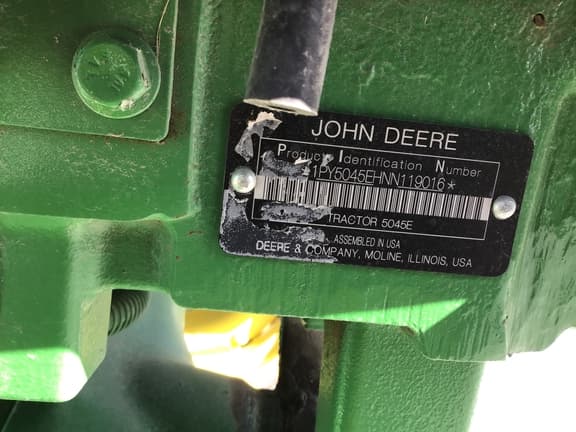 JOHN DEERE
Product Identification Number
1PY5045EHNN119016*
TRACTOR 5045E
ASSEMBLED IN USA
DEERE & COMPANY, MOLINE, ILLINOIS, USA